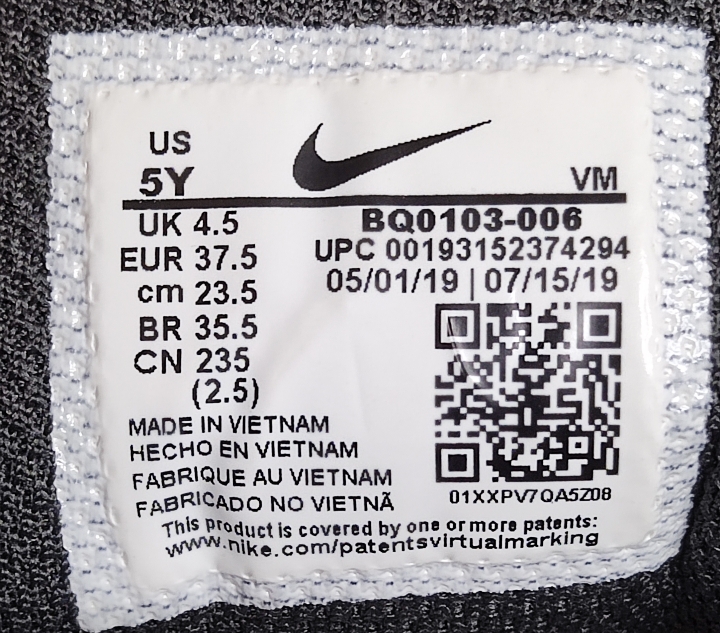 US
5Y
VM
UK 4.5
EUR 37.5
cm 23.5
BR 35.5
CN 235
(2.5)
BQ0103-006
UPC 00193152374294
05/01/19 | 07/15/19
01XXPV7QA5Z08
MADE IN VIETNAM
HECHO EN VIETNAM
FABRIQUE AU VIETNAM
FABRICADO NO VIETNÃ
This product is covered by one or more patents:
www.nike.com/patentsvirtualmarking